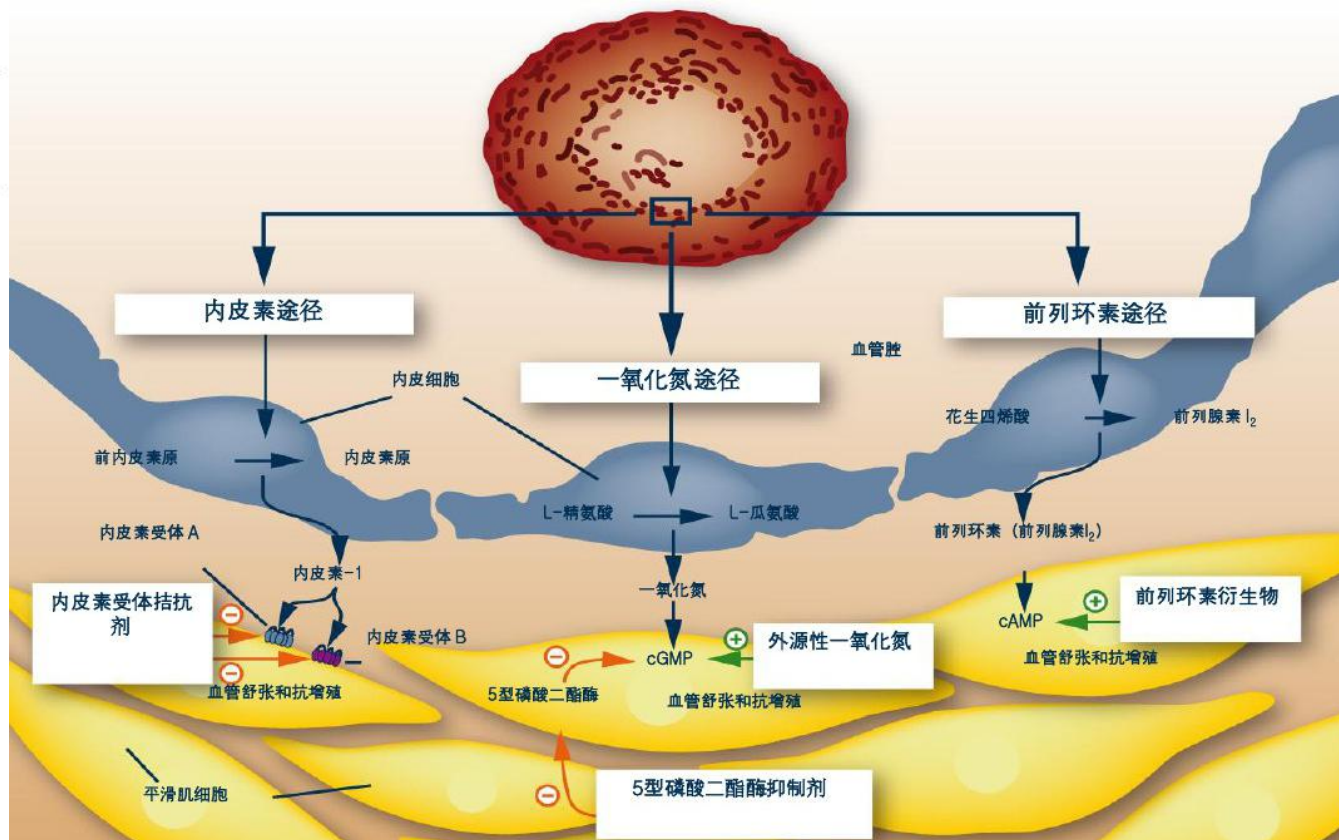 内皮素途径
前列环素途径
一氧化氮途径
血管腔
内皮细胞
前内皮素原
内皮素原
花生四烯酸
前列腺素 I₂
L-精氨酸
L-瓜氨酸
内皮素受体 A
内皮素-1
前列环素（前列腺素I₂）
一氧化氮
内皮素受体拮抗
剂
内皮素受体 B
血管舒张和抗增殖
5型磷酸二酯酶
cGMP
外源性一氧化氮
血管舒张和抗增殖
cAMP
前列环素衍生物
血管舒张和抗增殖
平滑肌细胞
5型磷酸二酯酶抑制剂